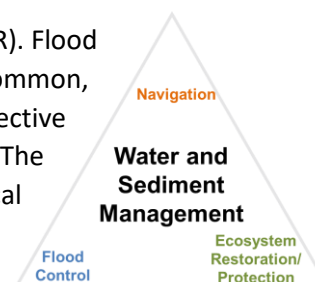 R). Flood
ommon,
ective
The
al
Navigation
Water and
Sediment
Management
Flood
Control
Ecosystem
Restoration/
Protection